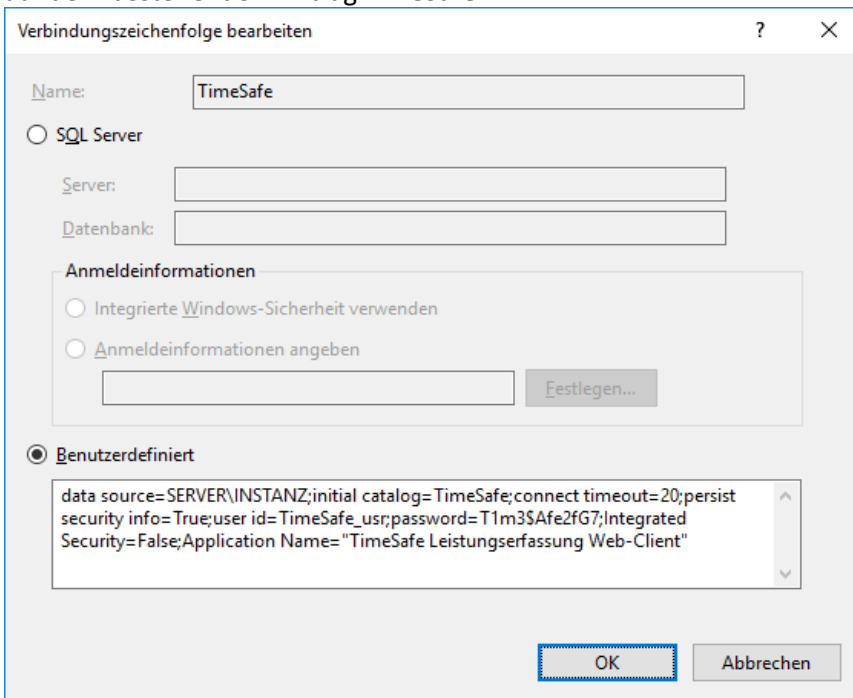 Verbindungszeichenfolge bearbeiten ?
Name: TimeSafe
SQL Server
Server:
Datenbank:
Anmeldeinformationen
Integrierte Windows-Sicherheit verwenden
Anmeldeinformationen angeben
Festlegen...
Benutzerdefiniert
data source=SERVER\INSTANZ;initial catalog=TimeSafe;connect timeout=20;persist
security info=True;user id=TimeSafe_usr;password=T1m3$Afe2fG7;Integrated
Security=False;Application Name="TimeSafe Leistungserfassung Web-Client"
OK Abbrechen